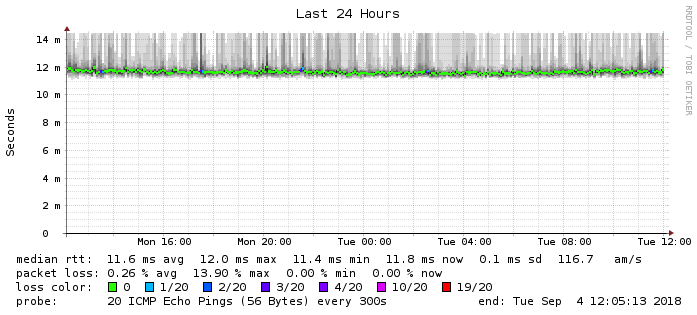 Last 24 Hours
RRDTOOL / TOBI OETIKER
Seconds
14 m
12 m
10 m
8 m
6 m
4 m
2 m
0
Mon 16:00 Mon 20:00 Tue 00:00 Tue 04:00 Tue 08:00 Tue 12:00
median rtt: 11.6 ms avg 12.0 ms max 11.4 ms min 11.8 ms now 0.1 ms sd 116.7 am/s
packet loss: 0.26 % avg 13.90 % max 0.00 % min 0.00 % now
loss color: 0 1/20 2/20 3/20 4/20 10/20 19/20
probe: 20 ICMP Echo Pings (56 Bytes) every 300s end: Tue Sep 4 12:05:13 2018